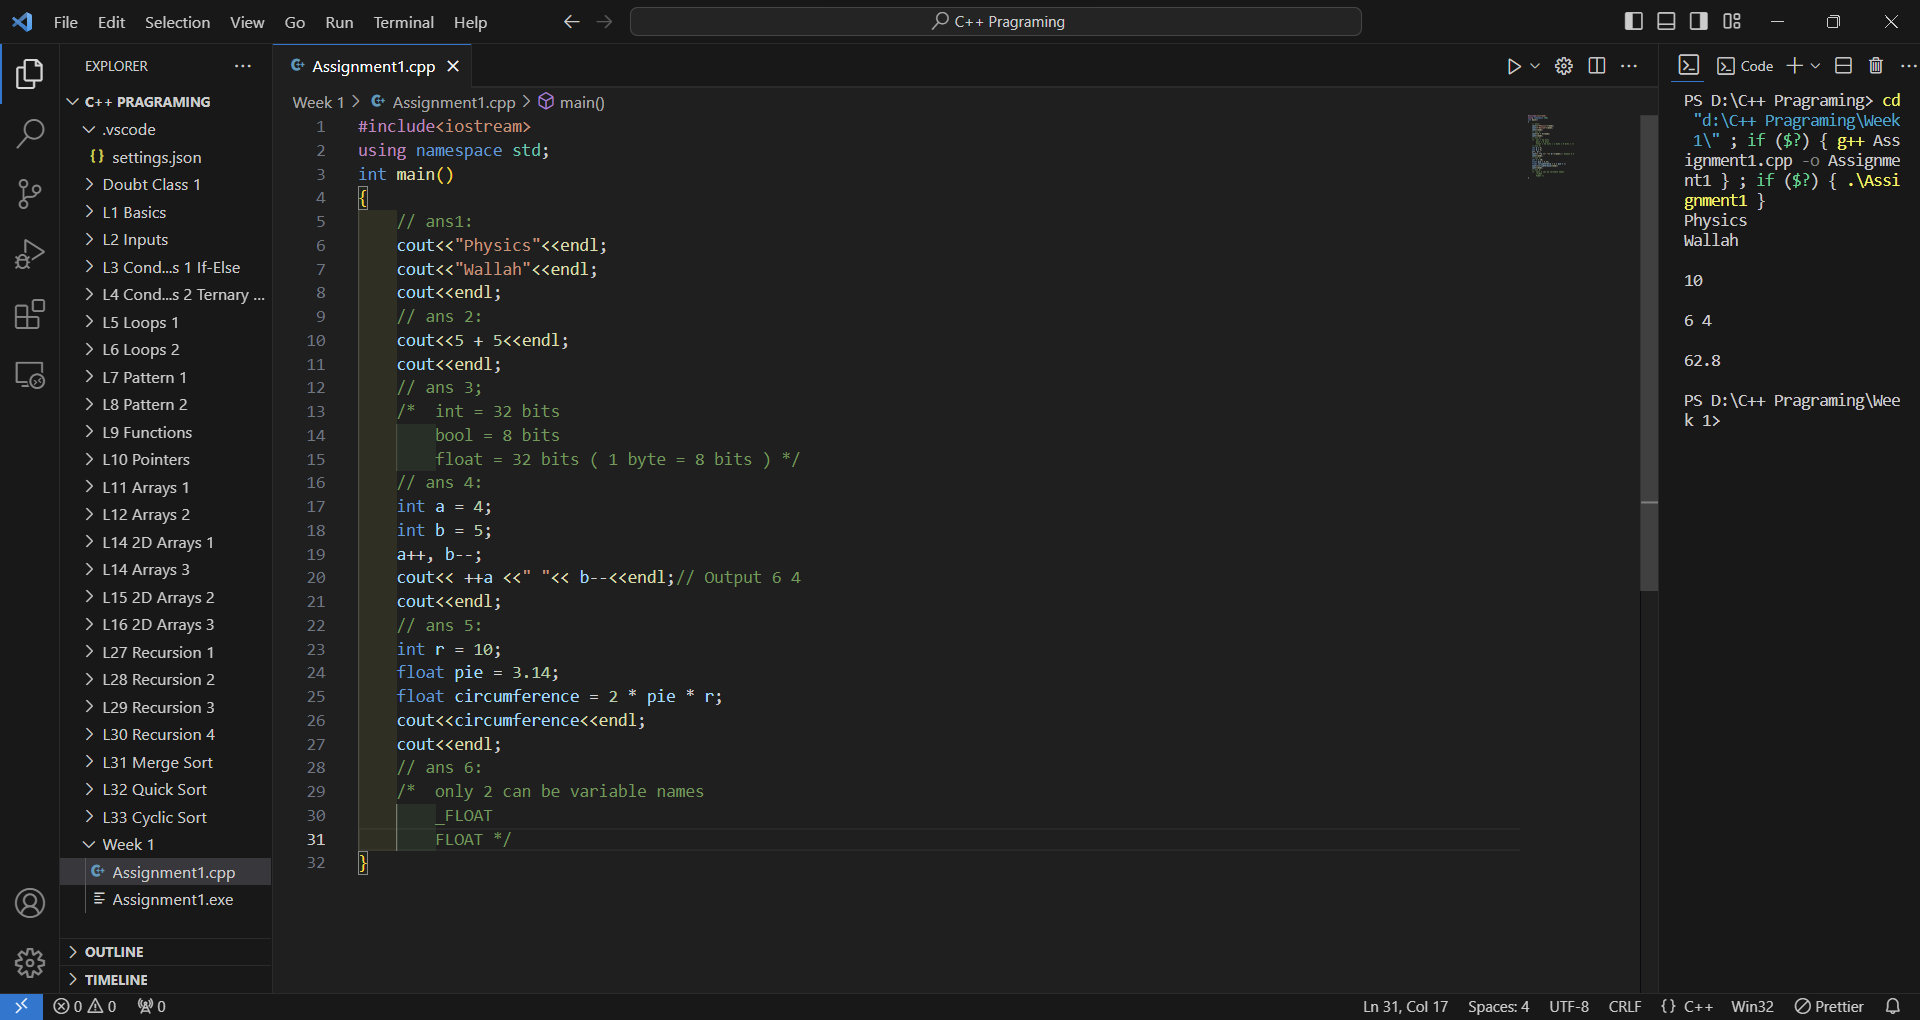 File Edit Selection View Go Run Terminal Help
C++ Pragraming
EXPLORER
C++ PRAGRAMING
.vscode
{} settings.json
Doubt Class 1
L1 Basics
L2 Inputs
L3 Cond...s 1 If-Else
L4 Cond...s 2 Ternary ...
L5 Loops 1
L6 Loops 2
L7 Pattern 1
L8 Pattern 2
L9 Functions
L10 Pointers
L11 Arrays 1
L12 Arrays 2
L14 2D Arrays 1
L14 Arrays 3
L15 2D Arrays 2
L16 2D Arrays 3
L27 Recursion 1
L28 Recursion 2
L29 Recursion 3
L30 Recursion 4
L31 Merge Sort
L32 Quick Sort
L33 Cyclic Sort
Week 1
Assignment1.cpp
Assignment1.exe
OUTLINE
TIMELINE
Assignment1.cpp
Week 1 > Assignment1.cpp > main()
1 #include<iostream>
2 using namespace std;
3 int main()
4 {
5 // ans1:
6 cout<<"Physics"<<endl;
7 cout<<"Wallah"<<endl;
8 cout<<endl;
9 // ans 2:
10 cout<<5 + 5<<endl;
11 cout<<endl;
12 // ans 3;
13 /* int = 32 bits
14 bool = 8 bits
15 float = 32 bits ( 1 byte = 8 bits ) */
16 // ans 4:
17 int a = 4;
18 int b = 5;
19 a++, b--;
20 cout<< ++a <<" "<< b--<<endl;// Output 6 4
21 cout<<endl;
22 // ans 5:
23 int r = 10;
24 float pie = 3.14;
25 float circumference = 2 * pie * r;
26 cout<<circumference<<endl;
27 cout<<endl;
28 // ans 6:
29 /* only 2 can be variable names
30 _FLOAT
31 FLOAT */
32 }
Code
PS D:\C++ Pragraming> cd
"d:\C++ Pragraming\Week
1\" ; if ($?) { g++ Ass
ignment1.cpp -o Assignme
nt1 } ; if ($?) { .\Assi
gnment1 }
Physics
Wallah
10
6 4
62.8
PS D:\C++ Pragraming\Wee
k 1>
0 0 0
Ln 31, Col 17 Spaces: 4 UTF-8 CRLF {} C++ Win32 Prettier